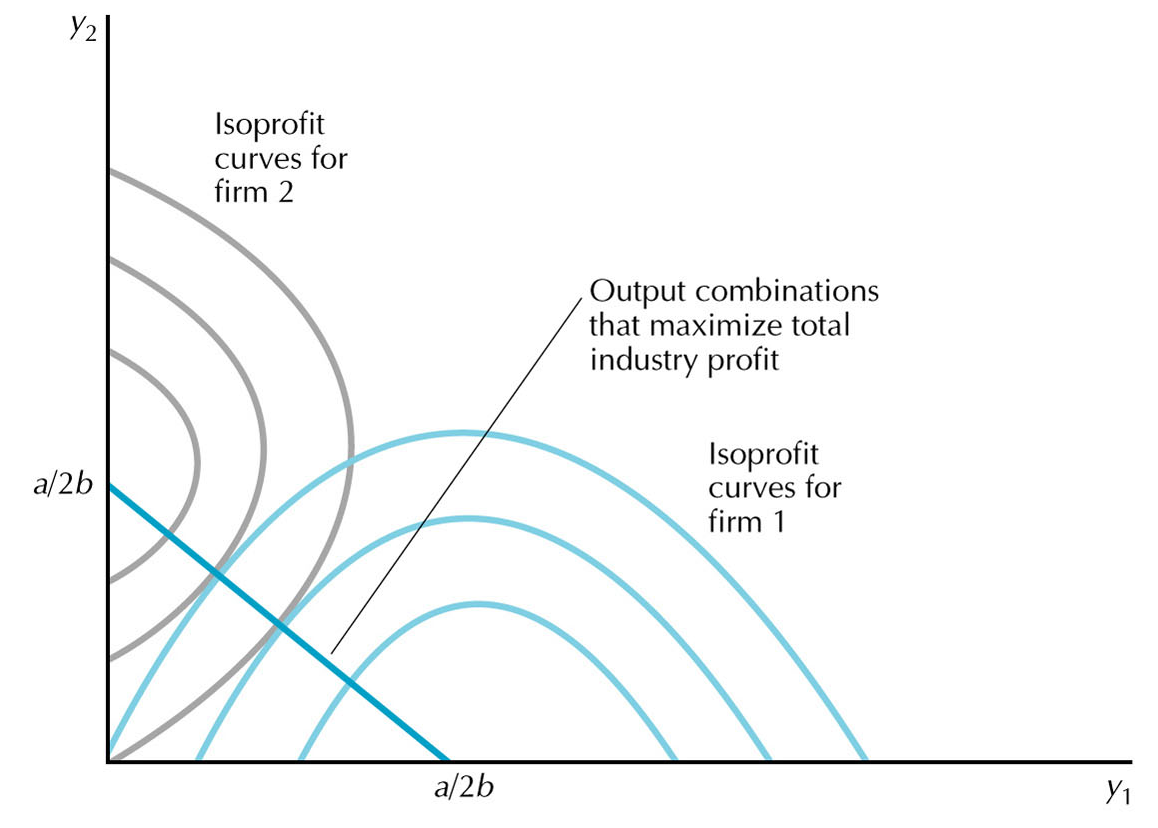 y₂
Isoprofit
curves for
firm 2
Output combinations
that maximize total
industry profit
Isoprofit
curves for
firm 1
a/2b
a/2b
y₁